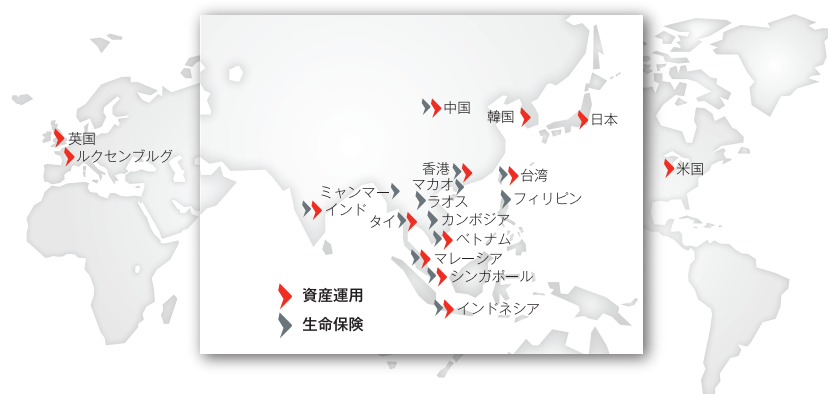 中国
韓国
日本
英国
ルクセンブルグ
香港
マカオ
台湾
米国
ミャンマー
ラオス
フィリピン
インド
タイ
カンボジア
ベトナム
マレーシア
シンガポール
インドネシア
資産運用
生命保険